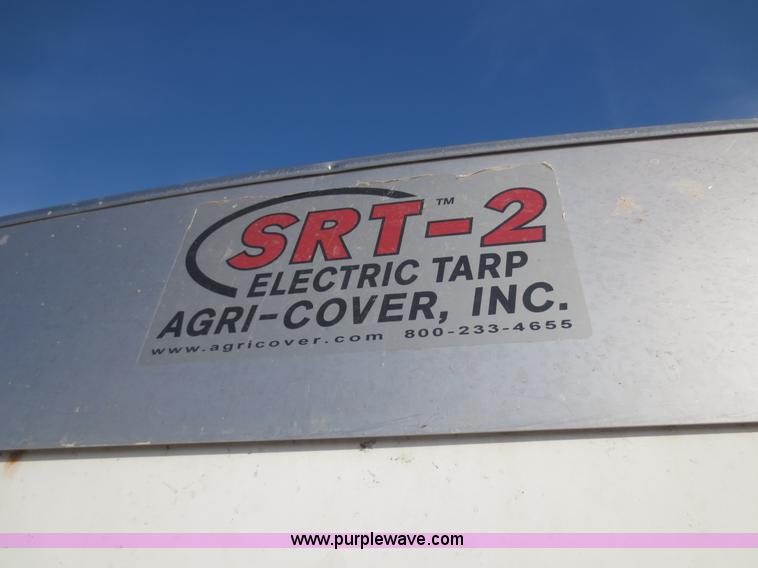 SRT-2™
ELECTRIC TARP
AGRI-COVER, INC.
www.agricover.com 800-233-4655
www.purplewave.com